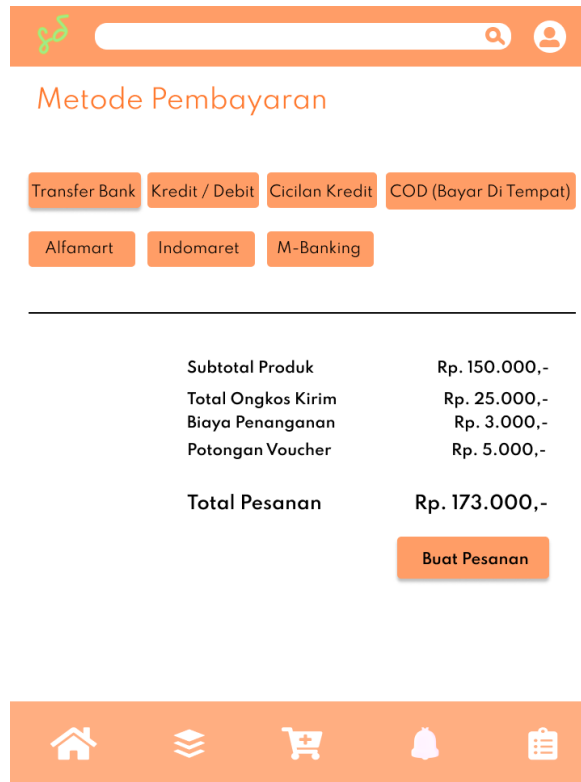 Metode Pembayaran
Transfer Bank Kredit / Debit Cicilan Kredit COD (Bayar Di Tempat)
Alfamart Indomaret M-Banking
Subtotal Produk Rp. 150.000,-
Total Ongkos Kirim Rp. 25.000,-
Biaya Penanganan Rp. 3.000,-
Potongan Voucher Rp. 5.000,-
Total Pesanan Rp. 173.000,-
Buat Pesanan